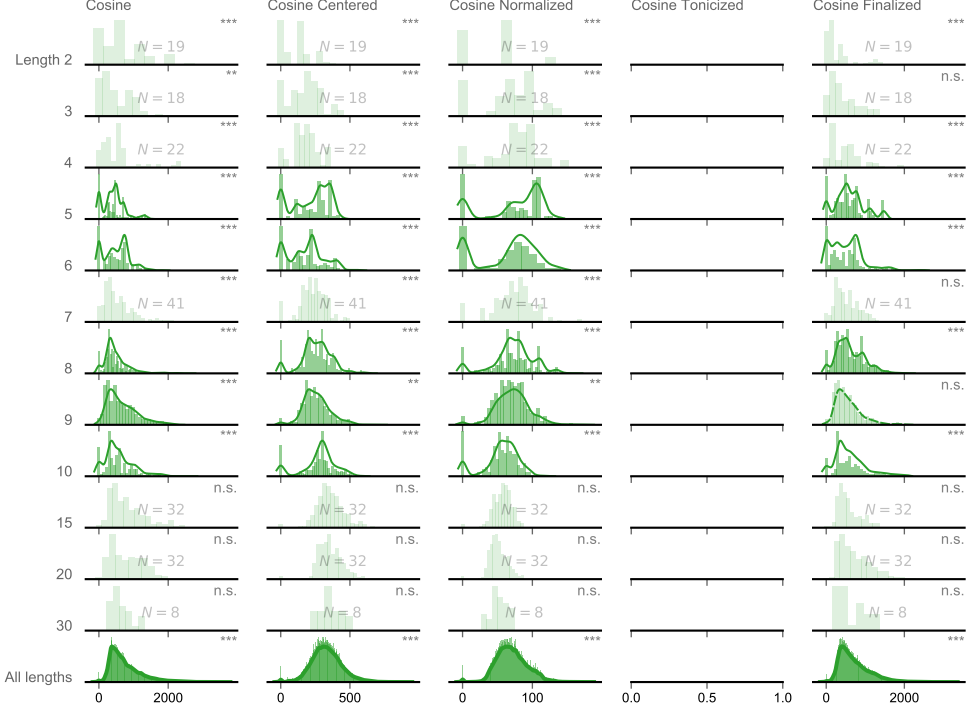 Cosine Cosine Centered Cosine Normalized Cosine Tonicized Cosine Finalized
*** *** *** ***
Length 2 N = 19 N = 19 N = 19 N = 19
** *** *** n.s.
3 N = 18 N = 18 N = 18 N = 18
*** *** *** ***
4 N = 22 N = 22 N = 22 N = 22
*** *** *** ***
5
*** *** *** ***
6
*** *** *** n.s.
7 N = 41 N = 41 N = 41 N = 41
*** *** *** ***
8
*** ** ** n.s.
9
*** *** *** ***
10
n.s. n.s. n.s. n.s.
15 N = 32 N = 32 N = 32 N = 32
n.s. n.s. n.s. n.s.
20 N = 32 N = 32 N = 32 N = 32
n.s. n.s. n.s. n.s.
30 N = 8 N = 8 N = 8 N = 8
*** *** *** ***
All lengths
0 2000 0 500 0 100 0.0 0.5 1.0 0 2000